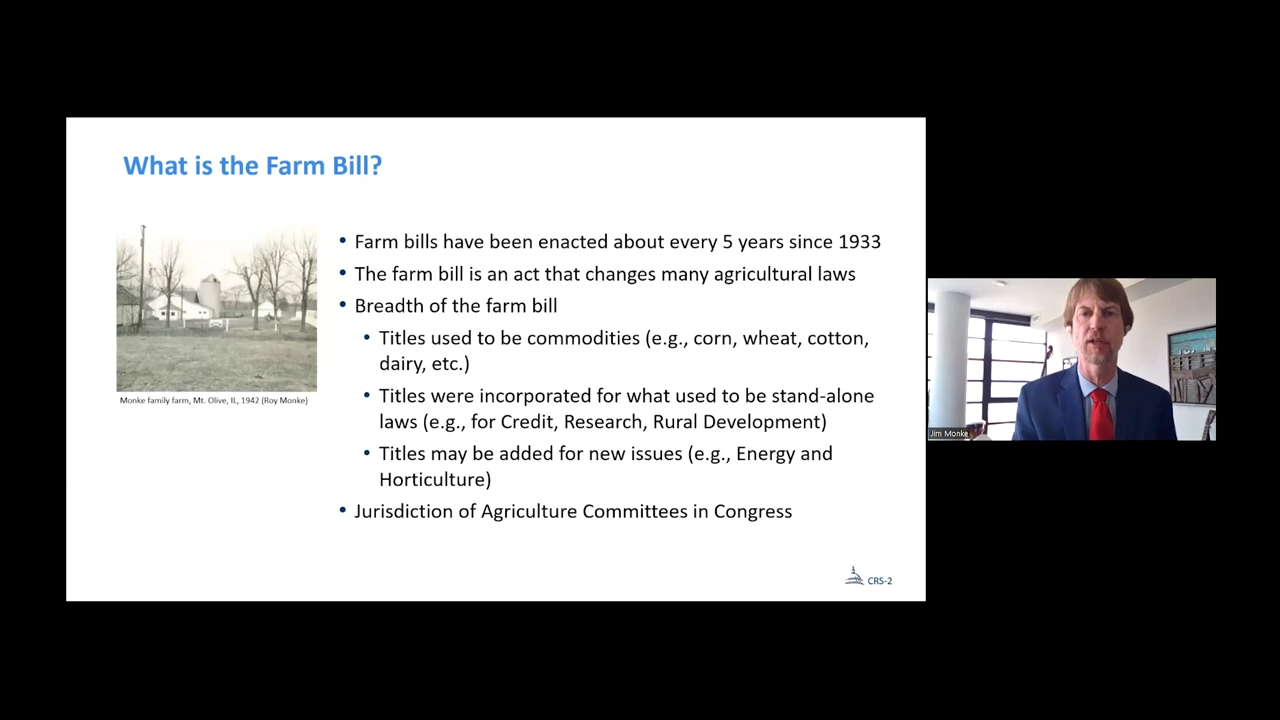 What is the Farm Bill?
Monke family farm, Mt. Olive, IL, 1942 (Roy Monke)
• Farm bills have been enacted about every 5 years since 1933
• The farm bill is an act that changes many agricultural laws
• Breadth of the farm bill
• Titles used to be commodities (e.g., corn, wheat, cotton,
dairy, etc.)
• Titles were incorporated for what used to be stand-alone
laws (e.g., for Credit, Research, Rural Development)
• Titles may be added for new issues (e.g., Energy and
Horticulture)
• Jurisdiction of Agriculture Committees in Congress
CRS-2
Jim Monke